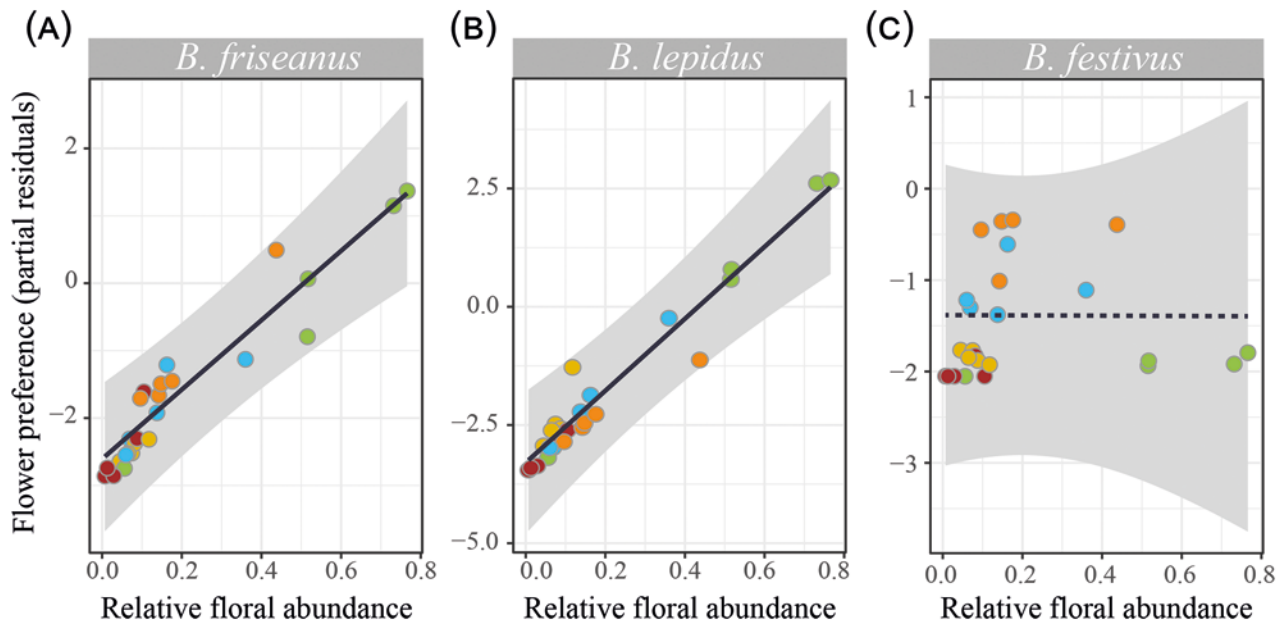 (A)
B. friseanus
(B)
B. lepidus
(C)
B. festivus
Flower preference (partial residuals)
2
0
−2
0.0 0.2 0.4 0.6 0.8
Relative floral abundance
2.5
0.0
−2.5
−5.0
0.0 0.2 0.4 0.6 0.8
Relative floral abundance
1
0
−1
−2
−3
0.0 0.2 0.4 0.6 0.8
Relative floral abundance